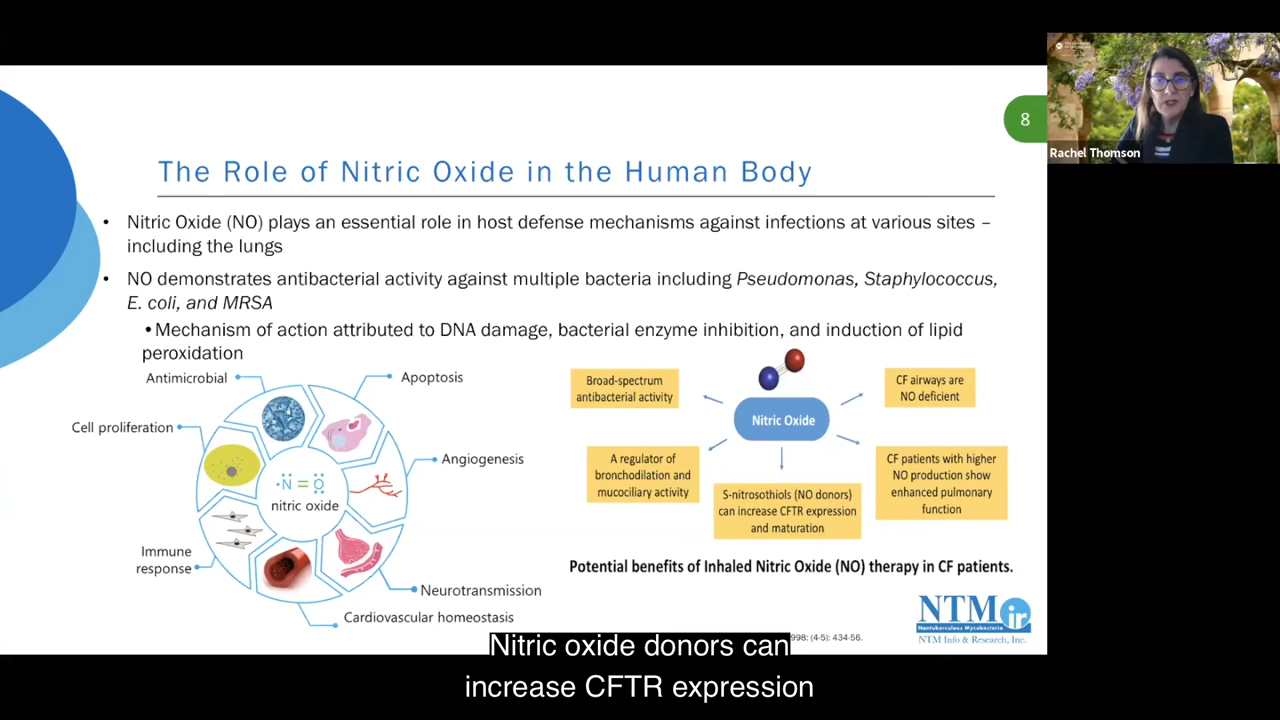 8
Rachel Thomson
The Role of Nitric Oxide in the Human Body
• Nitric Oxide (NO) plays an essential role in host defense mechanisms against infections at various sites –
including the lungs
• NO demonstrates antibacterial activity against multiple bacteria including Pseudomonas, Staphylococcus,
E. coli, and MRSA
•Mechanism of action attributed to DNA damage, bacterial enzyme inhibition, and induction of lipid
peroxidation
Antimicrobial
Apoptosis
Cell proliferation
Angiogenesis
·N=O
nitric oxide
Immune
response
Neurotransmission
Cardiovascular homeostasis
Broad-spectrum
antibacterial activity
CF airways are
NO deficient
Nitric Oxide
A regulator of
bronchodilation and
mucociliary activity
S-nitrosothiols (NO donors)
can increase CFTR expression
and maturation
CF patients with higher
NO production show
enhanced pulmonary
function
Potential benefits of Inhaled Nitric Oxide (NO) therapy in CF patients.
NTMir
Nontuberculous Mycobacteria
NTM Info & Research, Inc.
998; (4-5); 434-56.
Nitric oxide donors can
increase CFTR expression